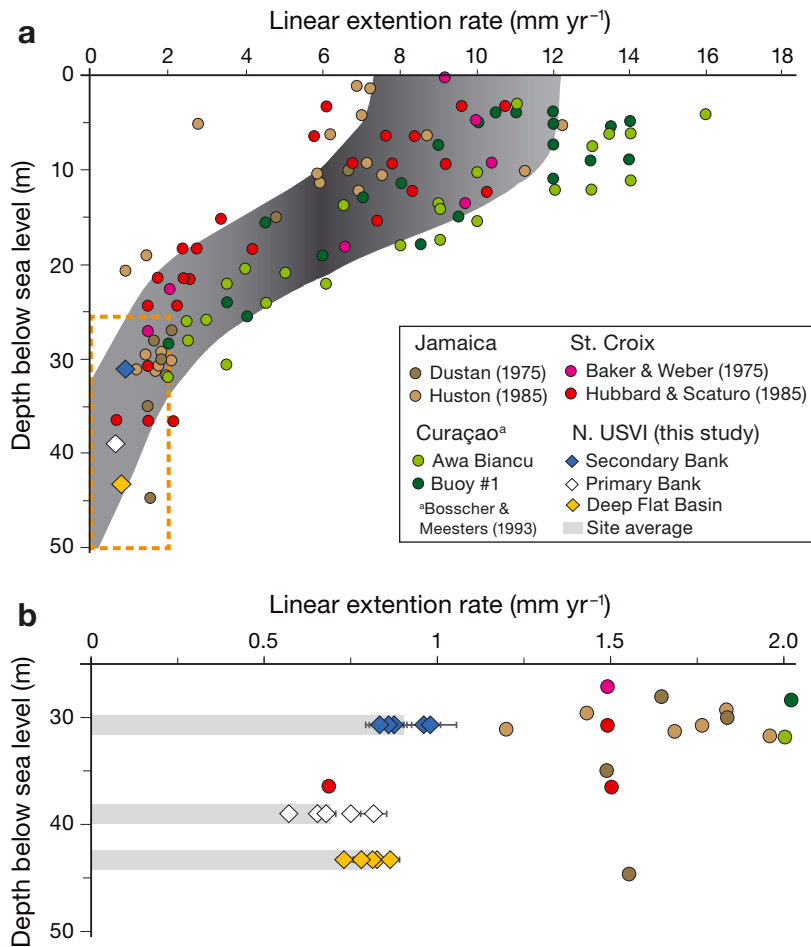 a
Linear extention rate (mm yr⁻¹)
0 2 4 6 8 10 12 14 16 18
Depth below sea level (m)
0
10
20
30
40
50
Jamaica
Dustan (1975)
Huston (1985)
St. Croix
Baker & Weber (1975)
Hubbard & Scaturo (1985)
Curaçaoᵃ
Awa Biancu
Buoy #1
ᵃBosscher &
Meesters (1993)
N. USVI (this study)
Secondary Bank
Primary Bank
Deep Flat Basin
Site average
b
Linear extention rate (mm yr⁻¹)
0 0.5 1 1.5 2.0
Depth below sea level (m)
30
40
50